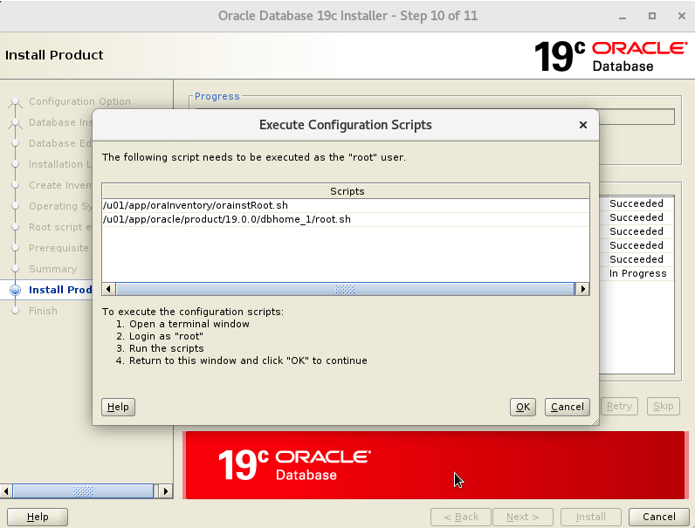 Oracle Database 19c Installer - Step 10 of 11
Install Product
19c ORACLE
Database
Configuration Option
Database Ins
Database Ed
Installation L
Create Inven
Operating Sy
Root script e
Prerequisite
Summary
Install Prod
Finish
Progress
Succeeded
Succeeded
Succeeded
Succeeded
Succeeded
In Progress
Execute Configuration Scripts
The following script needs to be executed as the "root" user.
Scripts
/u01/app/oraInventory/orainstRoot.sh
/u01/app/oracle/product/19.0.0/dbhome_1/root.sh
To execute the configuration scripts:
1. Open a terminal window
2. Login as "root"
3. Run the scripts
4. Return to this window and click "OK" to continue
Help
OK
Cancel
Retry
Skip
19c ORACLE
Database
Help
< Back
Next >
Install
Cancel